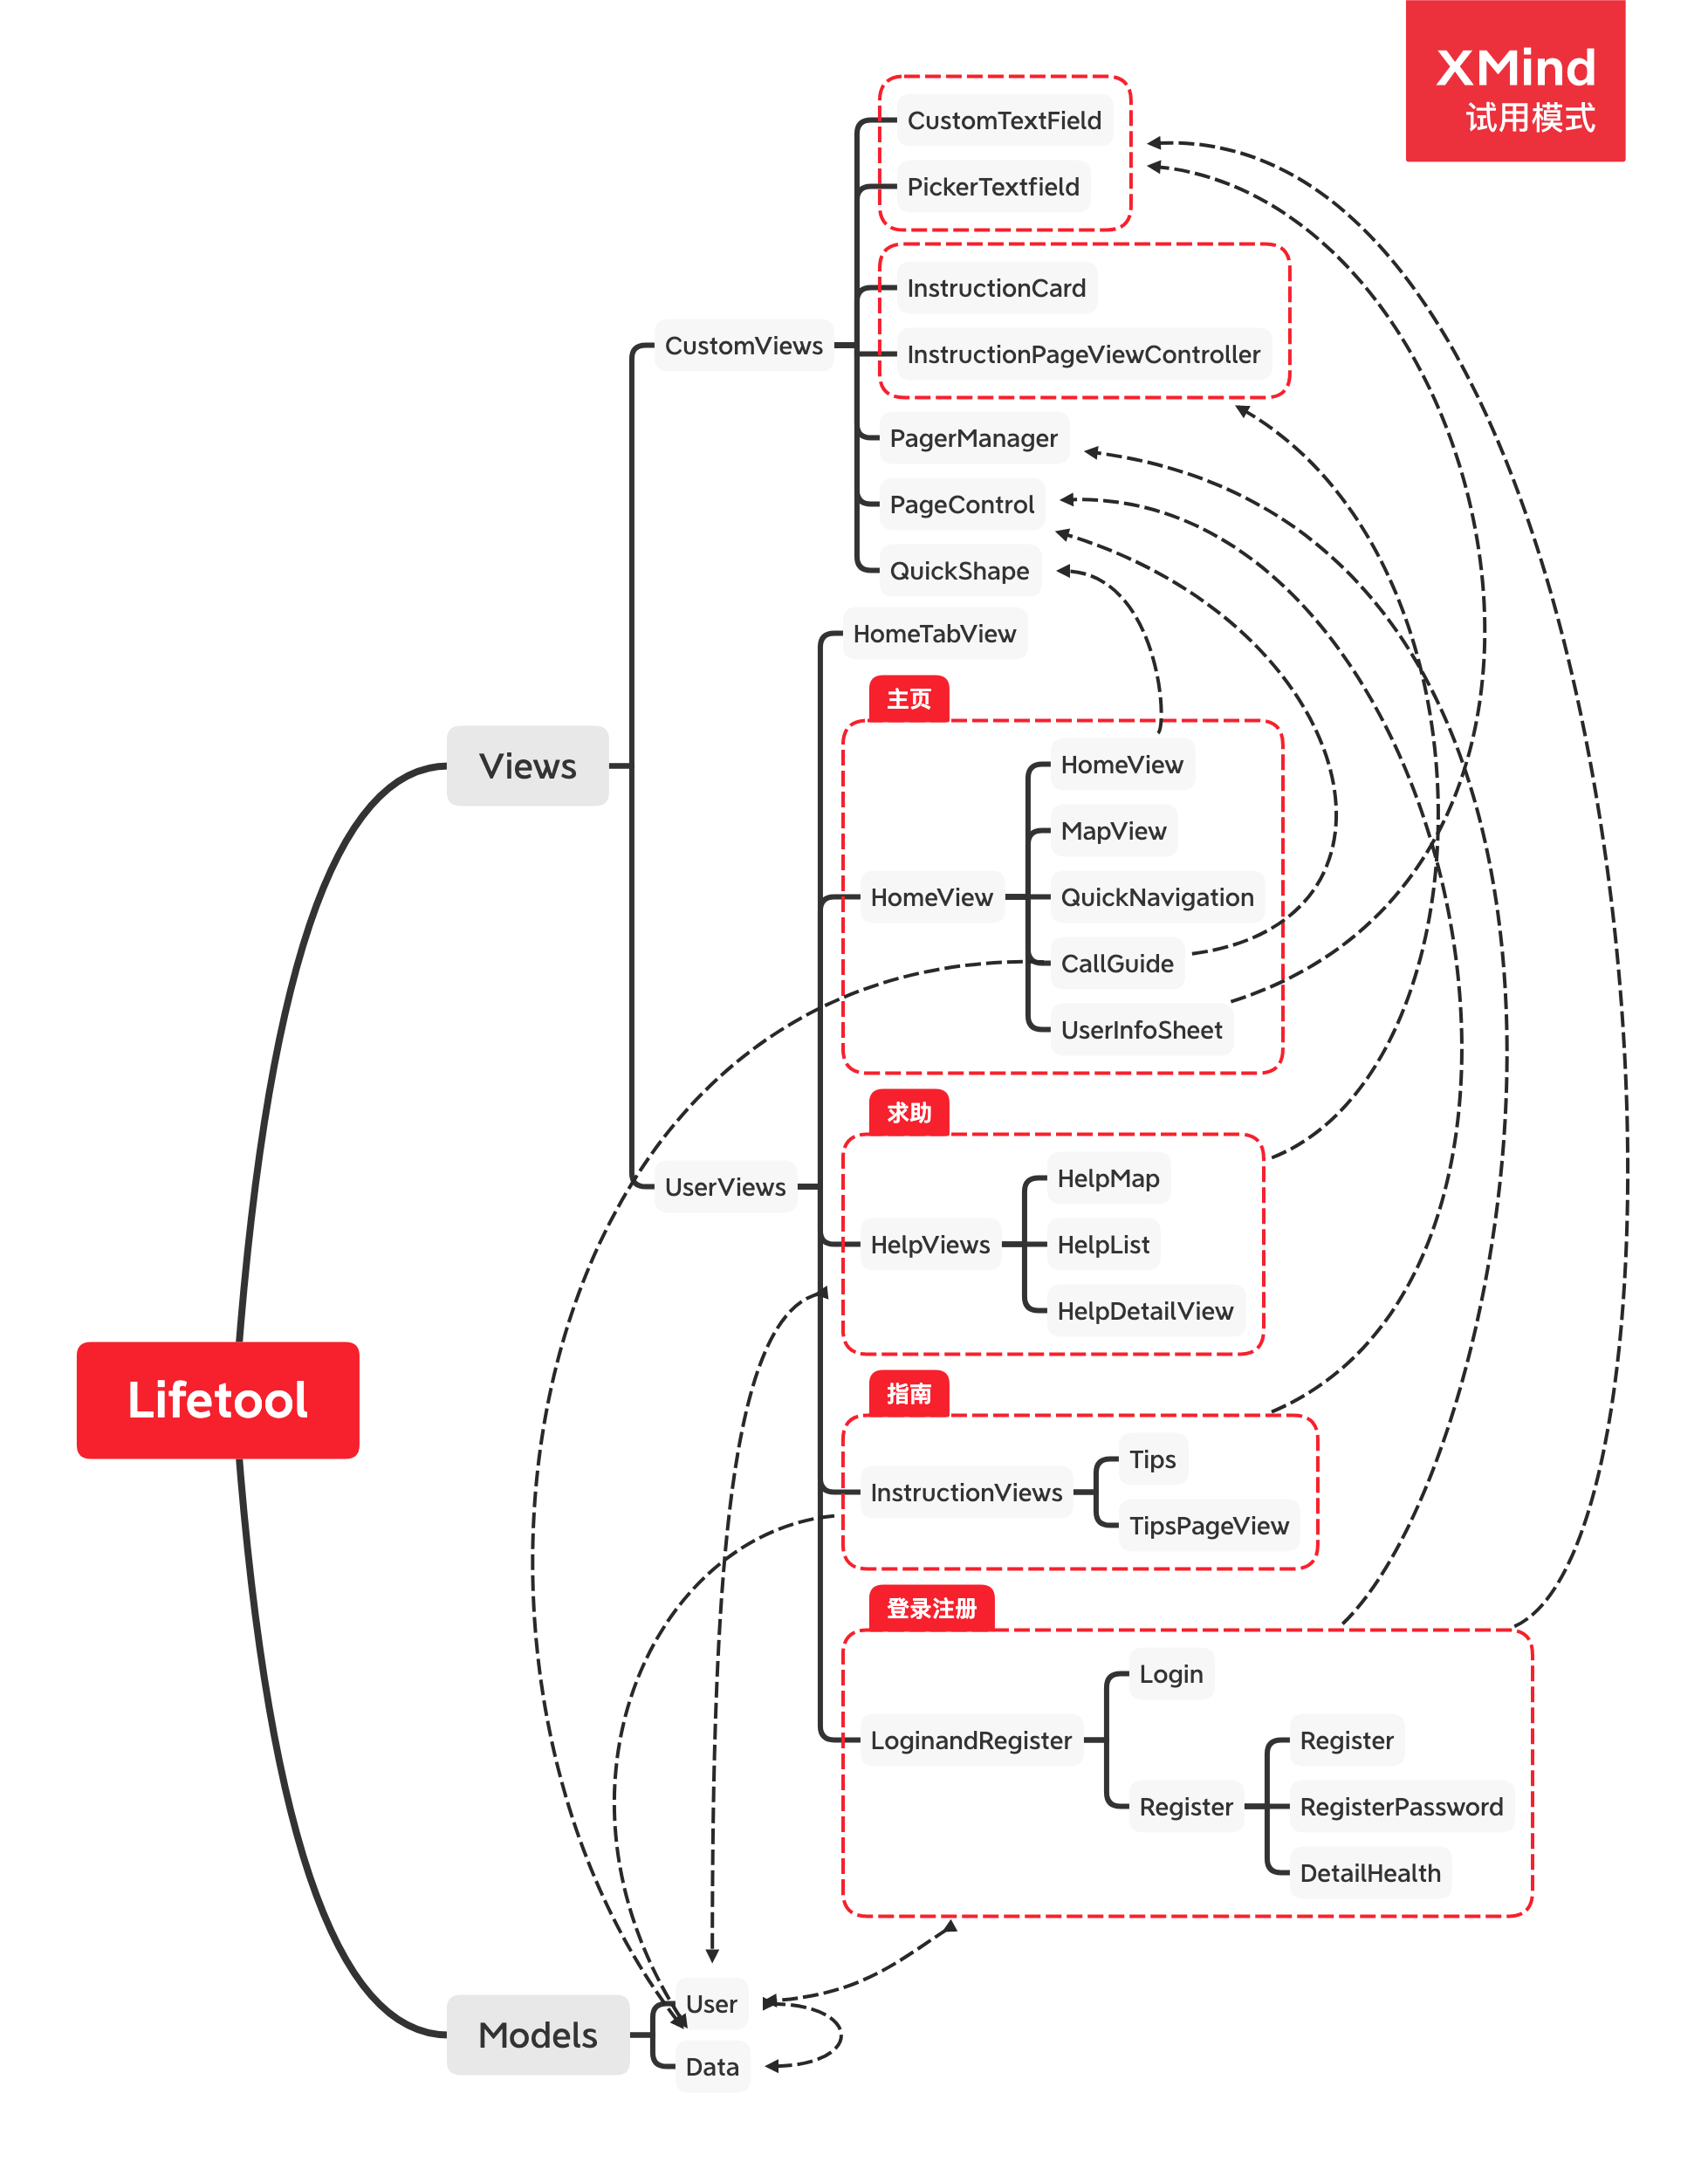 XMind
试用模式
CustomTextField
PickerTextfield
InstructionCard
InstructionPageViewController
CustomViews
PagerManager
PageControl
QuickShape
HomeTabView
主页
Views
HomeView
MapView
HomeView
QuickNavigation
CallGuide
UserInfoSheet
求助
HelpMap
UserViews
HelpViews
HelpList
HelpDetailView
Lifetool
指南
Tips
InstructionViews
TipsPageView
登录注册
Login
LoginandRegister
Register
Register
RegisterPassword
DetailHealth
User
Models
Data